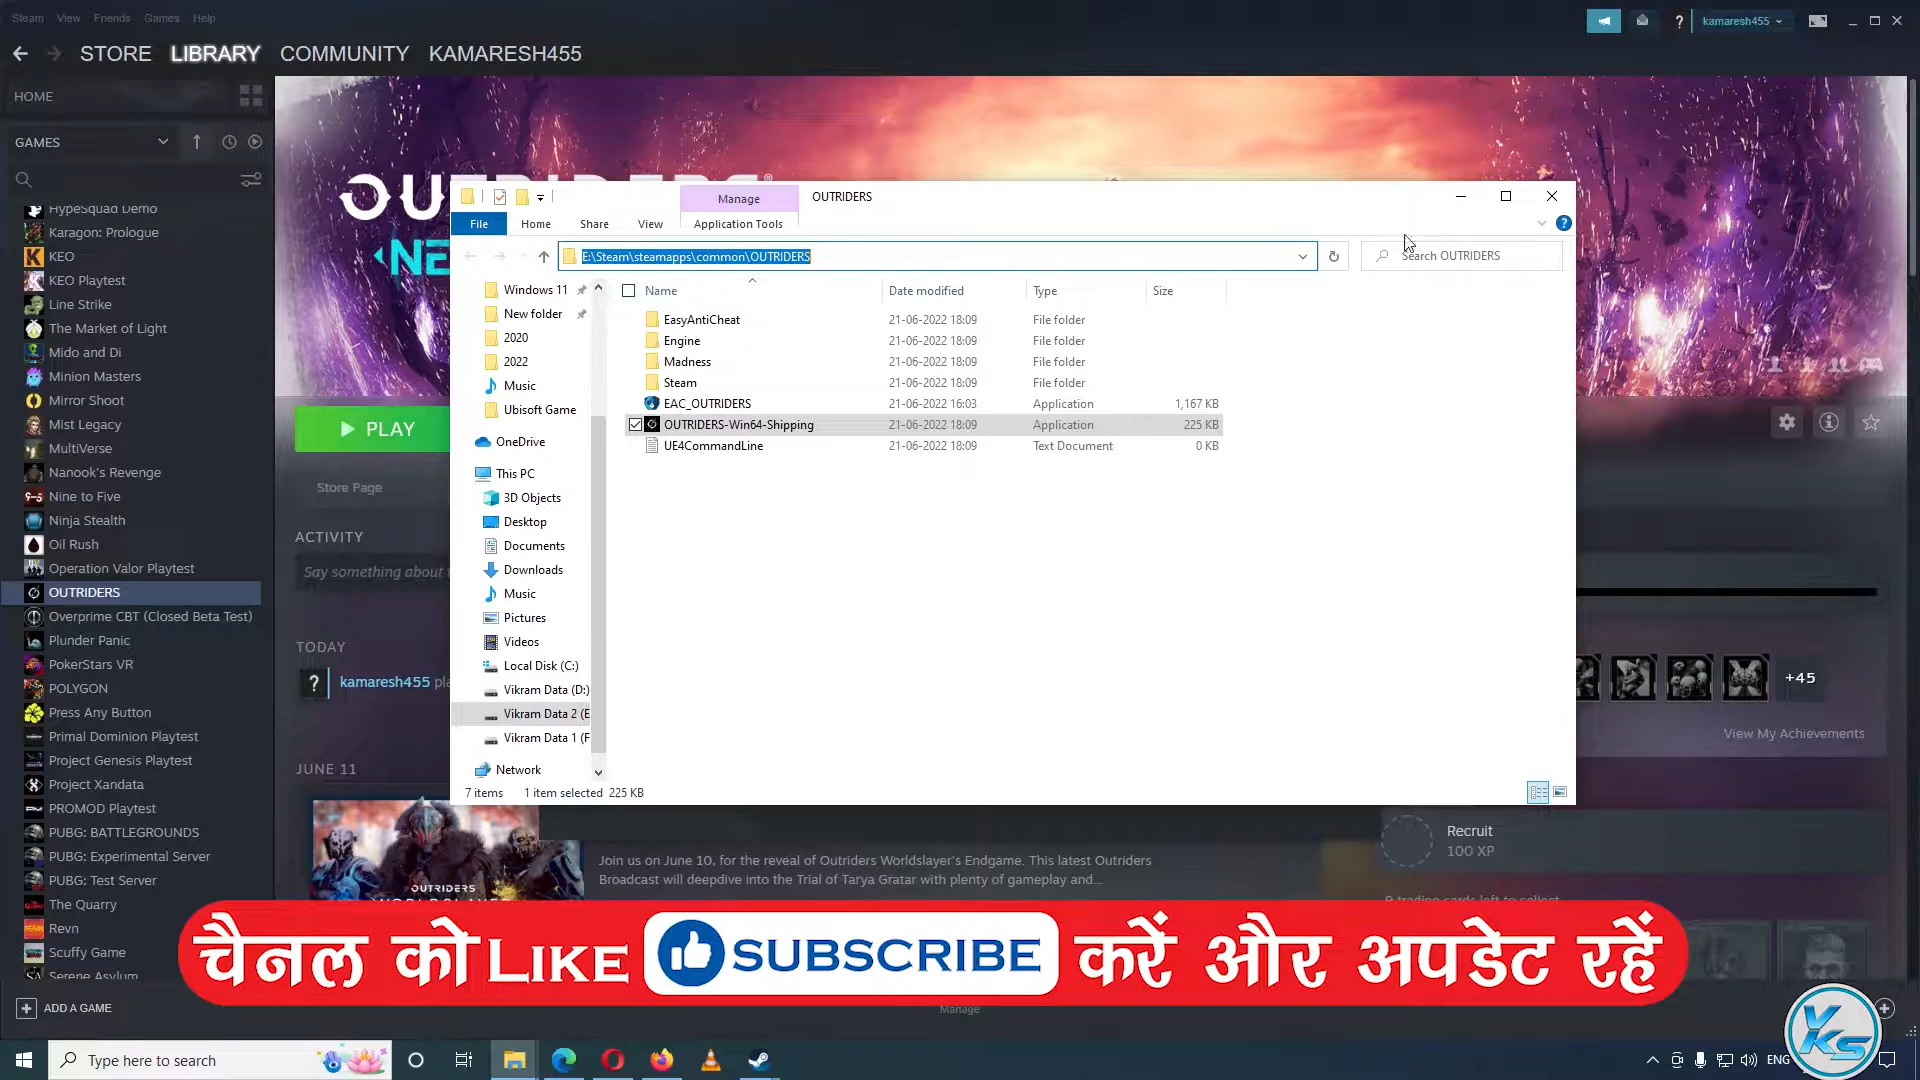 Steam View Friends Games Help
kamaresh455
STORE LIBRARY COMMUNITY KAMARESH455
HOME
GAMES
HypeSquad Demo
Karagon: Prologue
KEO
KEO Playtest
Line Strike
The Market of Light
Mido and Di
Minion Masters
Mirror Shoot
Mist Legacy
MultiVerse
Nanook's Revenge
Nine to Five
Ninja Stealth
Oil Rush
Operation Valor Playtest
OUTRIDERS
Overprime CBT (Closed Beta Test)
Plunder Panic
PokerStars VR
POLYGON
Press Any Button
Primal Dominion Playtest
Project Genesis Playtest
Project Xandata
PROMOD Playtest
PUBG: BATTLEGROUNDS
PUBG: Experimental Server
PUBG: Test Server
The Quarry
Revn
Scuffy Game
Serene Asylum
ADD A GAME
PLAY
Store Page
ACTIVITY
Say something about
TODAY
kamaresh455
JUNE 11
Manage OUTRIDERS
File Home Share View Application Tools
E:\Steam\steamapps\common\OUTRIDERS
Search OUTRIDERS
Windows 11
New folder
2020
2022
Music
Ubisoft Game
OneDrive
This PC
3D Objects
Desktop
Documents
Downloads
Music
Pictures
Videos
Local Disk (C:)
Vikram Data (D:)
Vikram Data 2 (E
Vikram Data 1 (F
Network
Name Date modified Type Size
EasyAntiCheat 21-06-2022 18:09 File folder
Engine 21-06-2022 18:09 File folder
Madness 21-06-2022 18:09 File folder
Steam 21-06-2022 18:09 File folder
EAC_OUTRIDERS 21-06-2022 16:03 Application 1,167 KB
OUTRIDERS-Win64-Shipping 21-06-2022 18:09 Application 225 KB
UE4CommandLine 21-06-2022 18:09 Text Document 0 KB
7 items 1 item selected 225 KB
+45
View My Achievements
Recruit
100 XP
OUTRIDERS
Join us on June 10, for the reveal of Outriders Worldslayer's Endgame. This latest Outriders
Broadcast will deepdive into the Trial of Tarya Gratar with plenty of gameplay and...
चैनल को LIKE SUBSCRIBE करें और अपडेट रहें
Manage
Type here to search
ENG
VKS